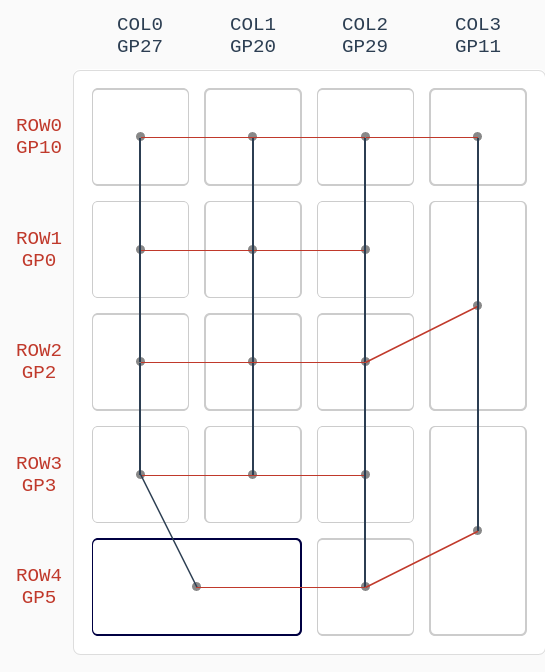 COL0 COL1 COL2 COL3
GP27 GP20 GP29 GP11
ROW0
GP10
ROW1
GP0
ROW2
GP2
ROW3
GP3
ROW4
GP5